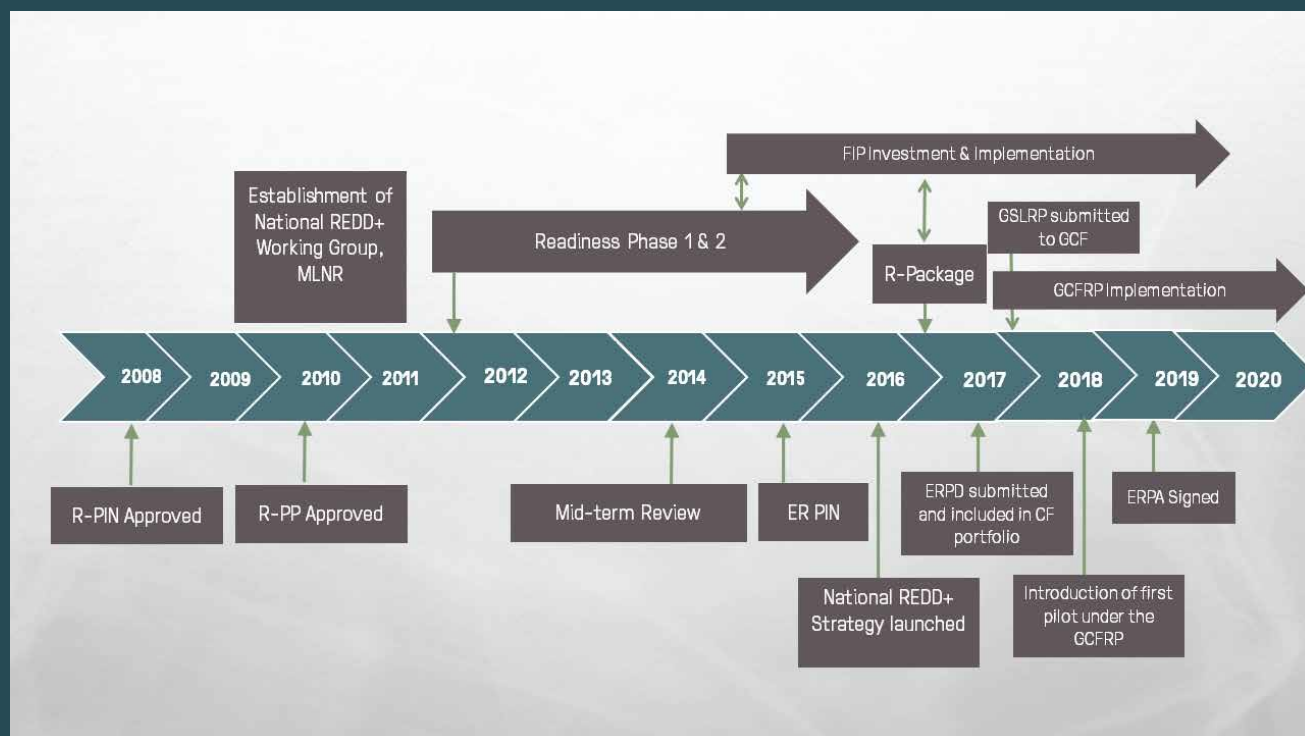 FIP Investment & Implementation
Establishment of
National REDD+
Working Group,
MLNR
Readiness Phase 1 & 2
GSLRP submitted
to GCF
R-Package
GCFRP Implementation
2008
2009
2010
2011
2012
2013
2014
2015
2016
2017
2018
2019
2020
R-PIN Approved
R-PP Approved
Mid-term Review
ER PIN
ERPD submitted
and included in CF
portfolio
ERPA Signed
National REDD+
Strategy launched
Introduction of first
pilot under the
GCFRP